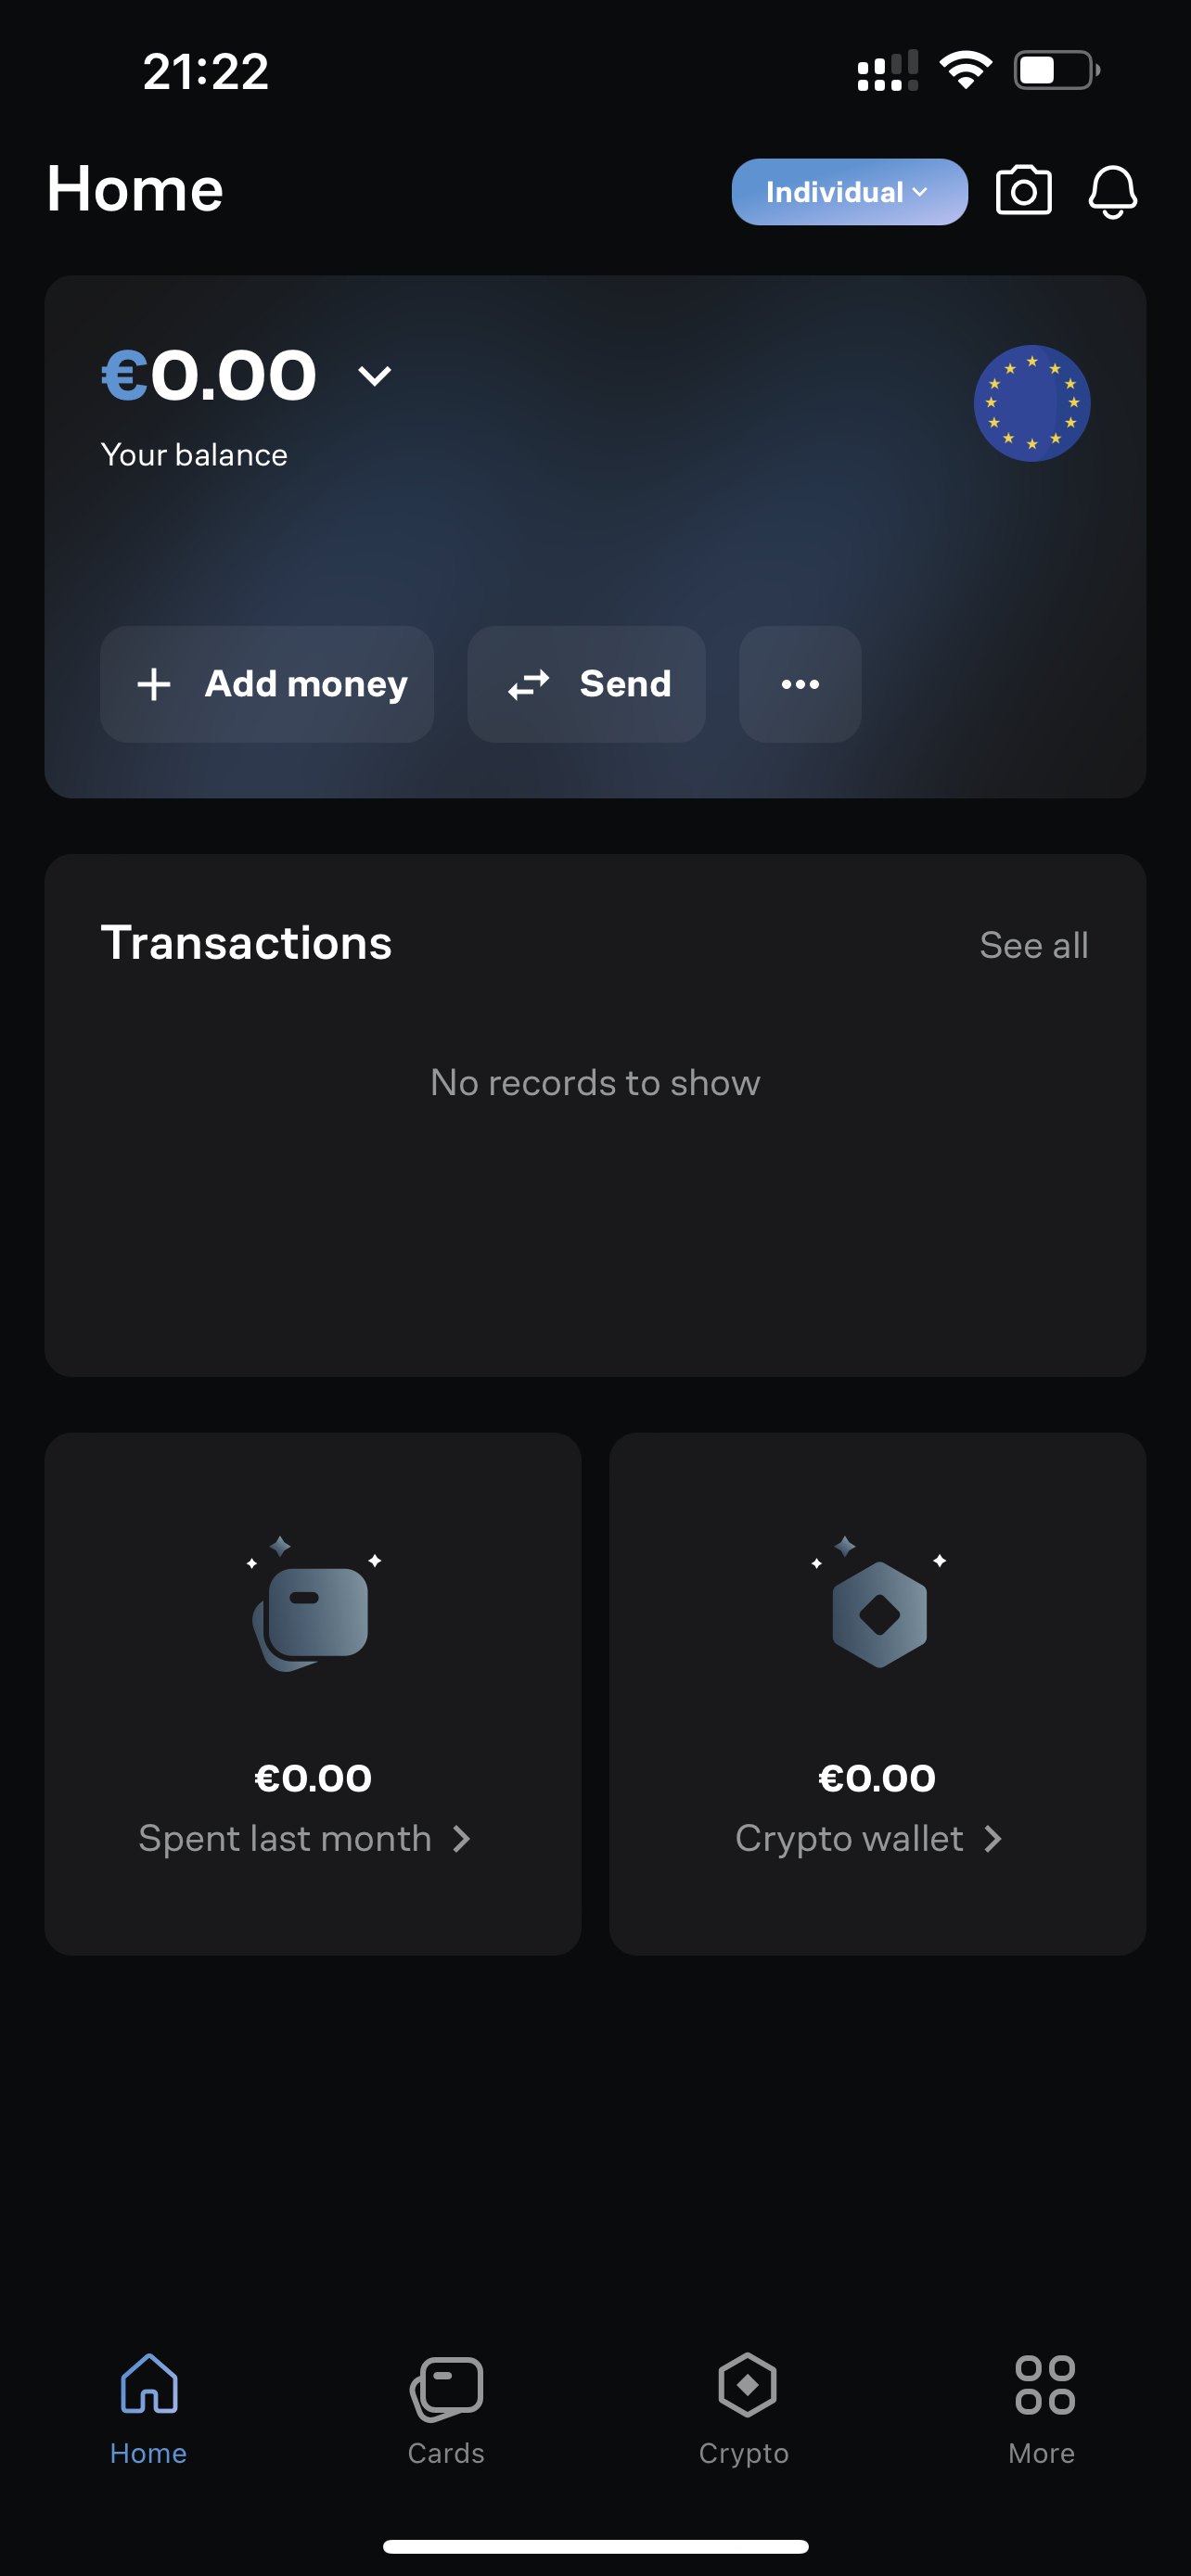 21:22
Home
Individual
€0.00
Your balance
Add money
Send
Transactions
See all
No records to show
€0.00
Spent last month
€0.00
Crypto wallet
Home
Cards
Crypto
More